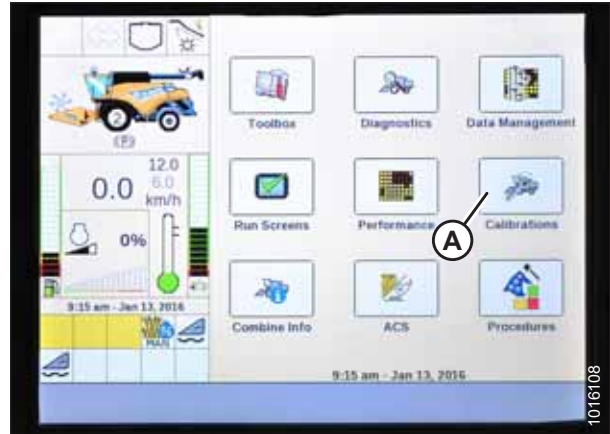 2
(P)
12.0
6.0
0.0
km/h
0%
9:15 am - Jan 13, 2016
MAN
Toolbox
Diagnostics
Data Management
Run Screens
Performance
Calibrations
A
Combine Info
ACS
Procedures
9:15 am - Jan 13, 2016
1016108